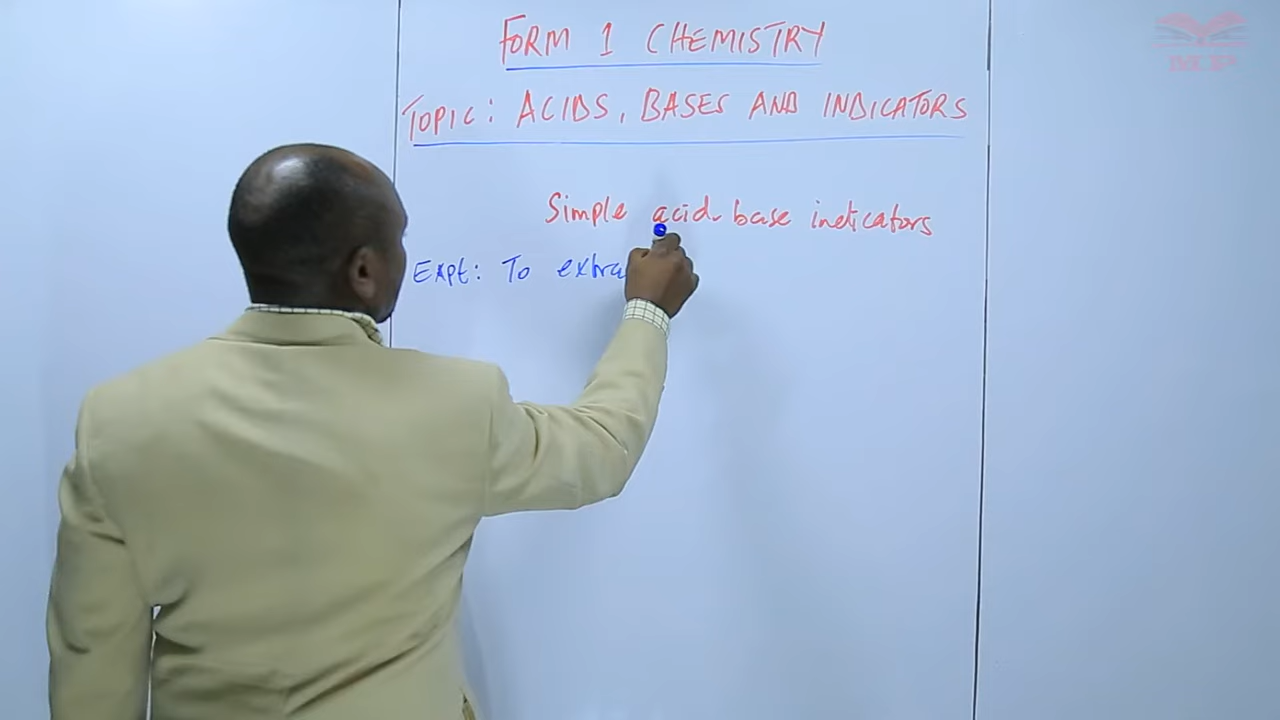 FORM 1 CHEMISTRY
TOPIC: ACIDS, BASES AND INDICATORS
Simple acid-base indicators
Expt: To extra